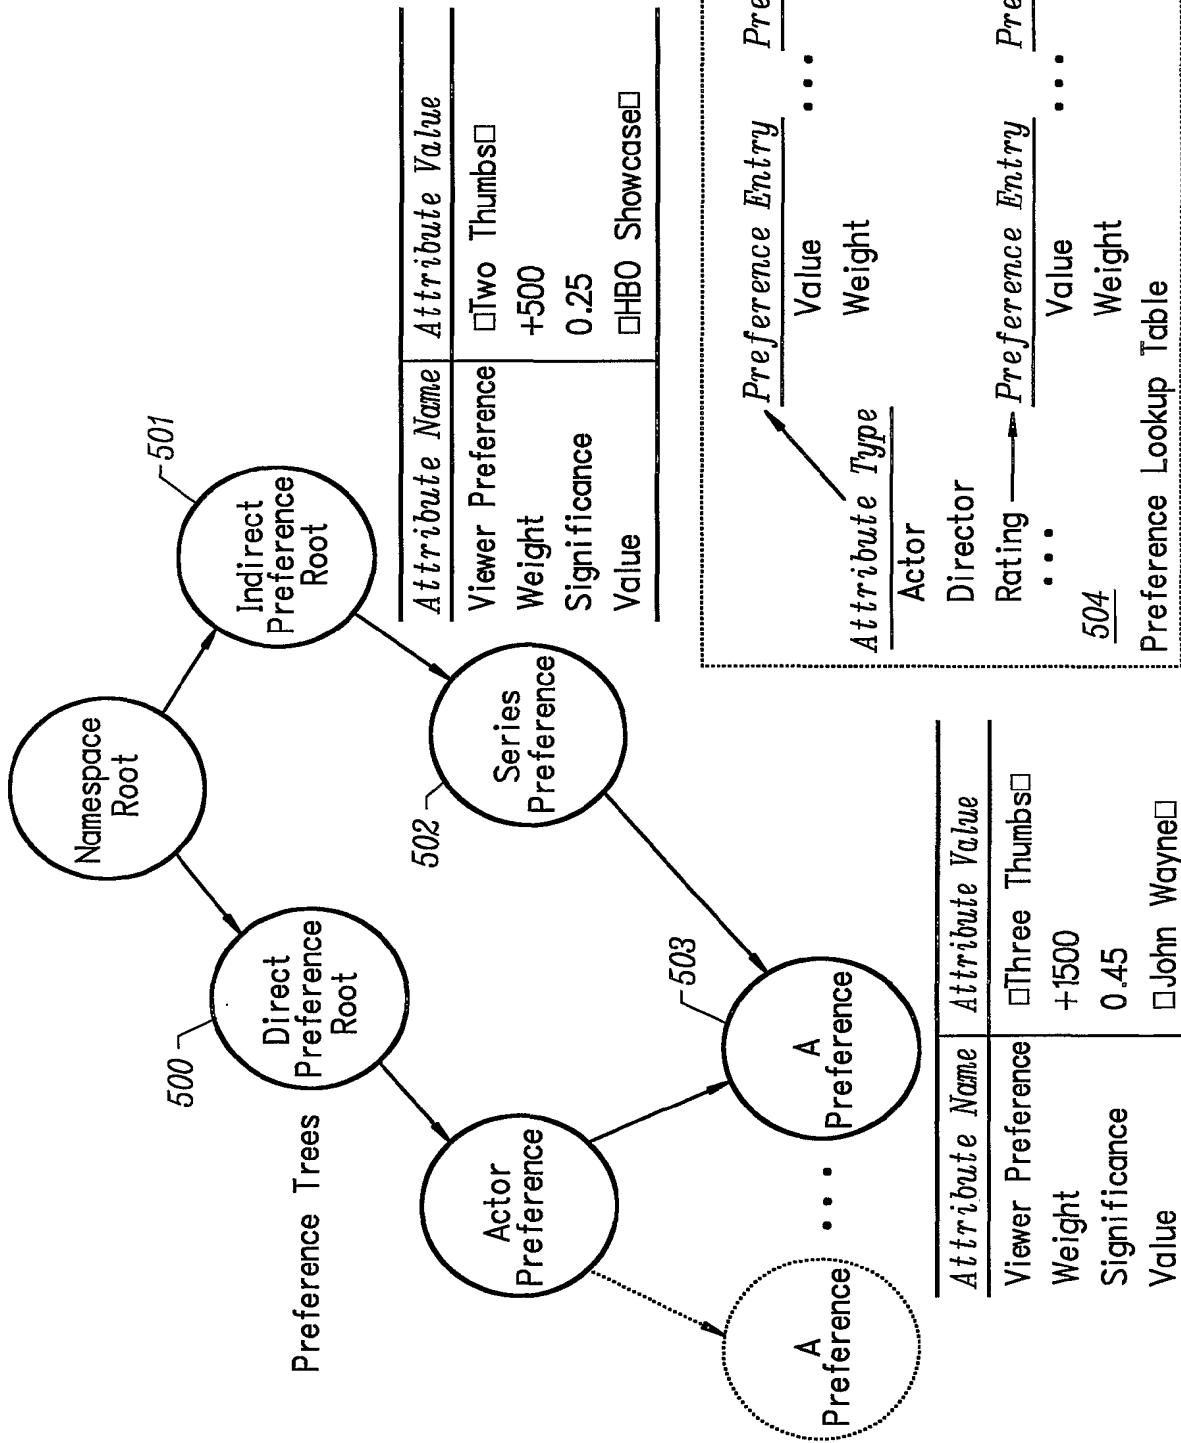 Namespace
Root
501
Indirect
Preference
Root
500
Direct
Preference
Root
Preference Trees
502
Series
Preference
Actor
Preference
503
A
Preference
• • •
A
Preference
Attribute Name Attribute Value
Viewer Preference □Two Thumbs□
Weight +500
Significance 0.25
Value □HBO Showcase□
Attribute Name Attribute Value
Viewer Preference □Three Thumbs□
Weight +1500
Significance 0.45
Value □John Wayne□
Preference Entry
Value • • •
Weight
Attribute Type
Actor
Director
Rating Preference Entry
• • • Value • • •
Weight
504
Preference Lookup Table